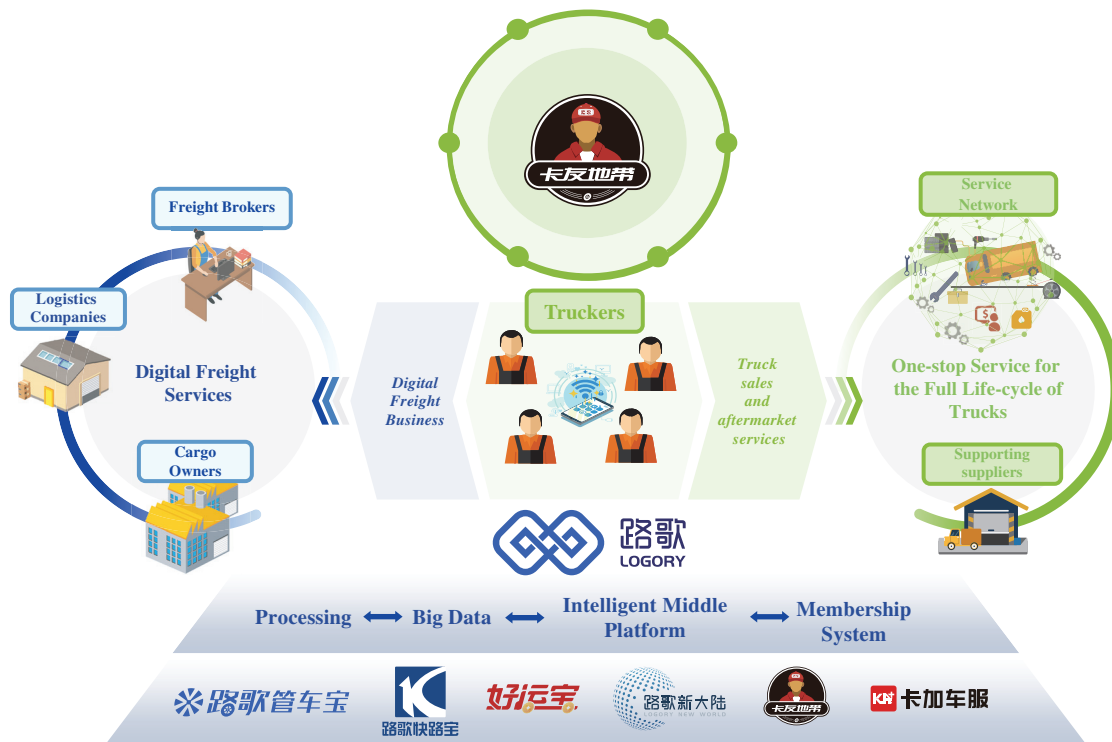 卡友地带
Freight Brokers
Service
Network
Logistics
Companies
Truckers
Digital Freight
Services
Digital
Freight
Business
Truck
sales
and
aftermarket
services
One-stop Service for
the Full Life-cycle of
Trucks
Cargo
Owners
Supporting
suppliers
路歌
LOGORY
Processing
Big Data
Intelligent Middle
Platform
Membership
System
路歌管车宝
路歌快路宝
好运宝
路歌新大陆
LOGORY NEW WORLD
卡友地带
卡加车服